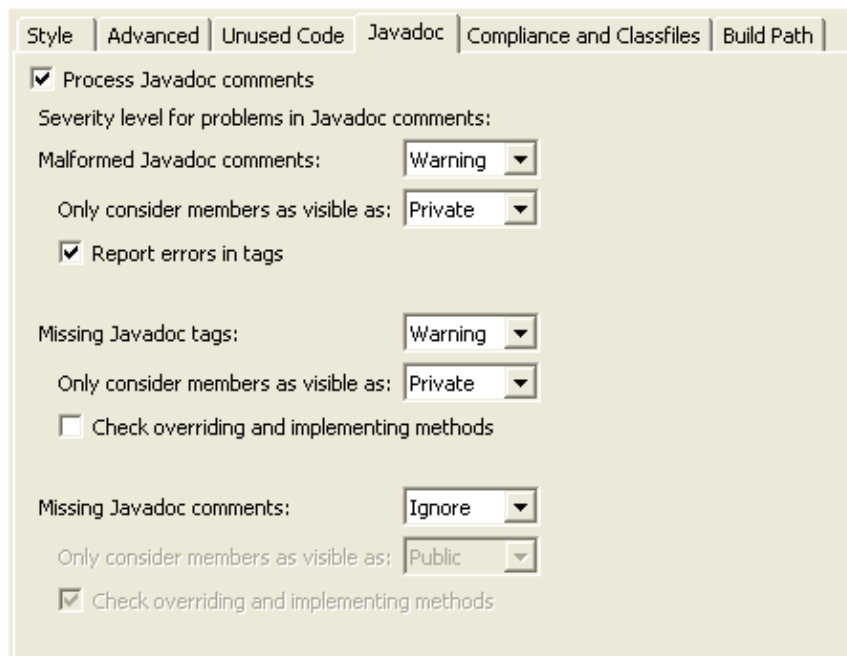 Style Advanced Unused Code Javadoc Compliance and Classfiles Build Path
Process Javadoc comments
Severity level for problems in Javadoc comments:
Malformed Javadoc comments: Warning
Only consider members as visible as: Private
Report errors in tags
Missing Javadoc tags: Warning
Only consider members as visible as: Private
Check overriding and implementing methods
Missing Javadoc comments: Ignore
Only consider members as visible as: Public
Check overriding and implementing methods